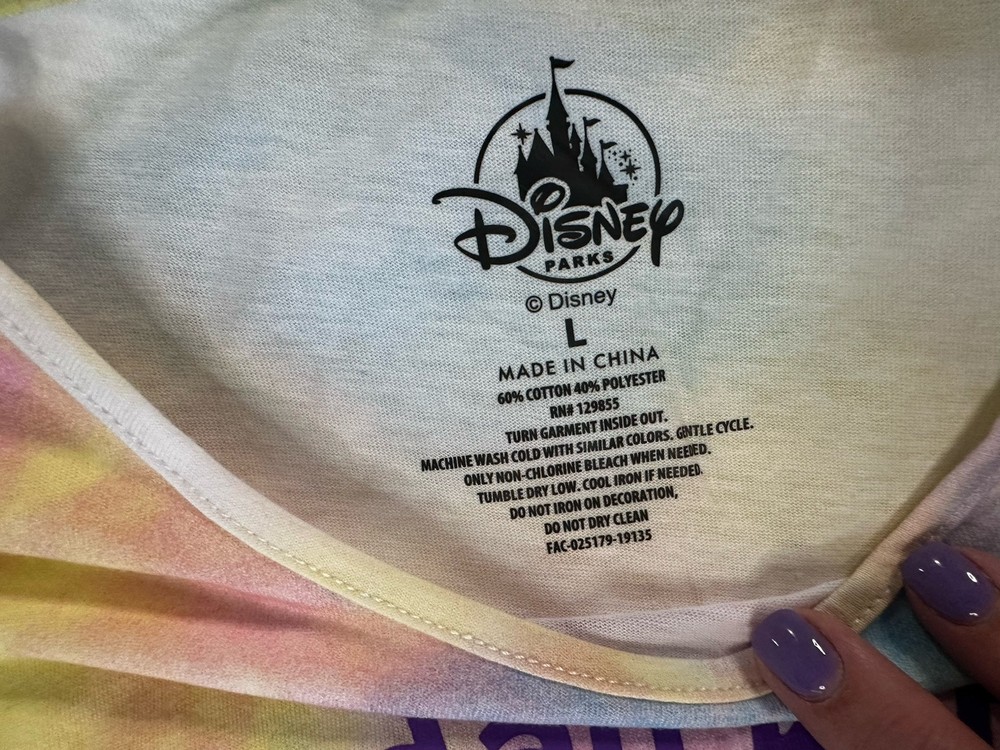 Disney
PARKS
© Disney
L
MADE IN CHINA
60% COTTON 40% POLYESTER
RN# 129855
TURN GARMENT INSIDE OUT.
MACHINE WASH COLD WITH SIMILAR COLORS. GNTLE CYCLE.
ONLY NON-CHLORINE BLEACH WHEN NEEIED.
TUMBLE DRY LOW. COOL IRON IF NEEDED.
DO NOT IRON ON DECORATION,
DO NOT DRY CLEAN
FAC-025179-19135